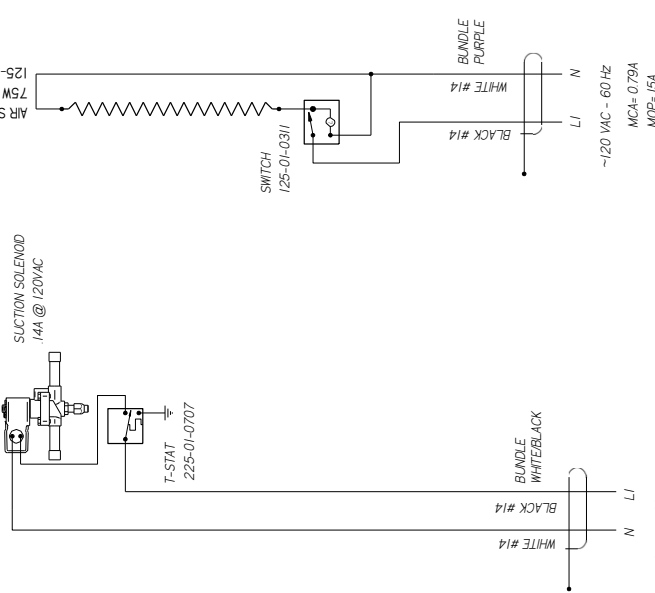 125-
75W
AIR S
SWITCH
125-01-0311
BUNDLE
PURPLE
WHITE #14
BLACK #14
N
L1
~120 VAC - 60 Hz
MCA= 0.79A
MOP= 15A
SUCTION SOLENOID
.14A @ 120VAC
T-STAT
225-01-0707
BUNDLE
WHITE/BLACK
BLACK #14
WHITE #14
L1
N